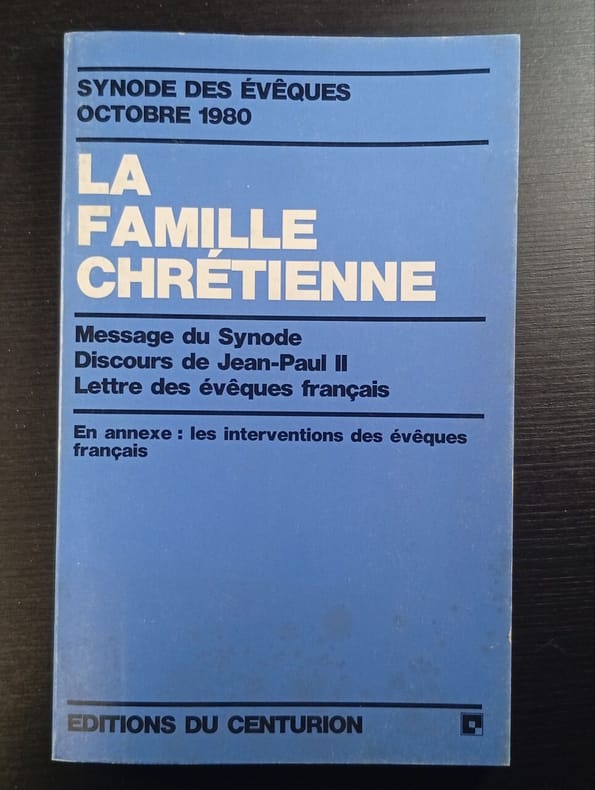 SYNODE DES ÉVÊQUES
OCTOBRE 1980
LA
FAMILLE
CHRÉTIENNE
Message du Synode
Discours de Jean-Paul II
Lettre des évêques français
En annexe : les interventions des évêques
français
EDITIONS DU CENTURION